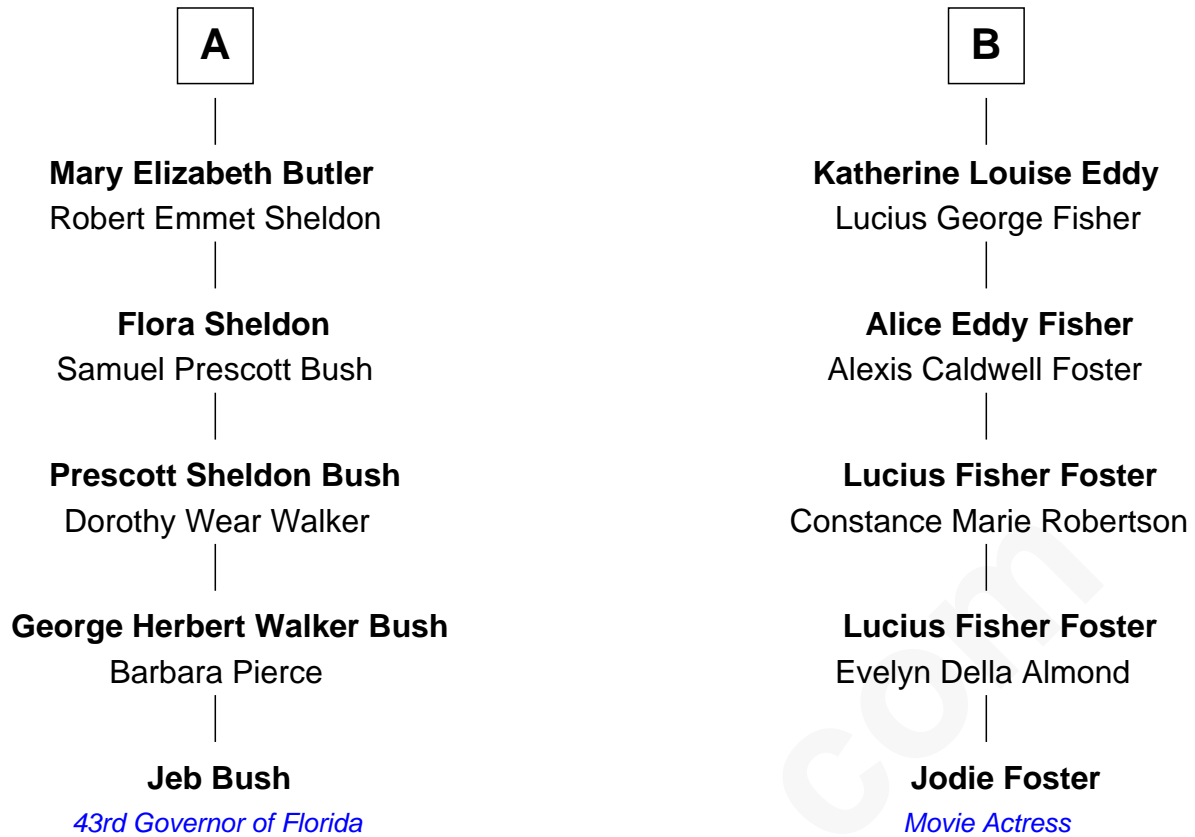 A
Mary Elizabeth Butler
Robert Emmet Sheldon
Flora Sheldon
Samuel Prescott Bush
Prescott Sheldon Bush
Dorothy Wear Walker
George Herbert Walker Bush
Barbara Pierce
Jeb Bush
43rd Governor of Florida
B
Katherine Louise Eddy
Lucius George Fisher
Alice Eddy Fisher
Alexis Caldwell Foster
Lucius Fisher Foster
Constance Marie Robertson
Lucius Fisher Foster
Evelyn Della Almond
Jodie Foster
Movie Actress
com